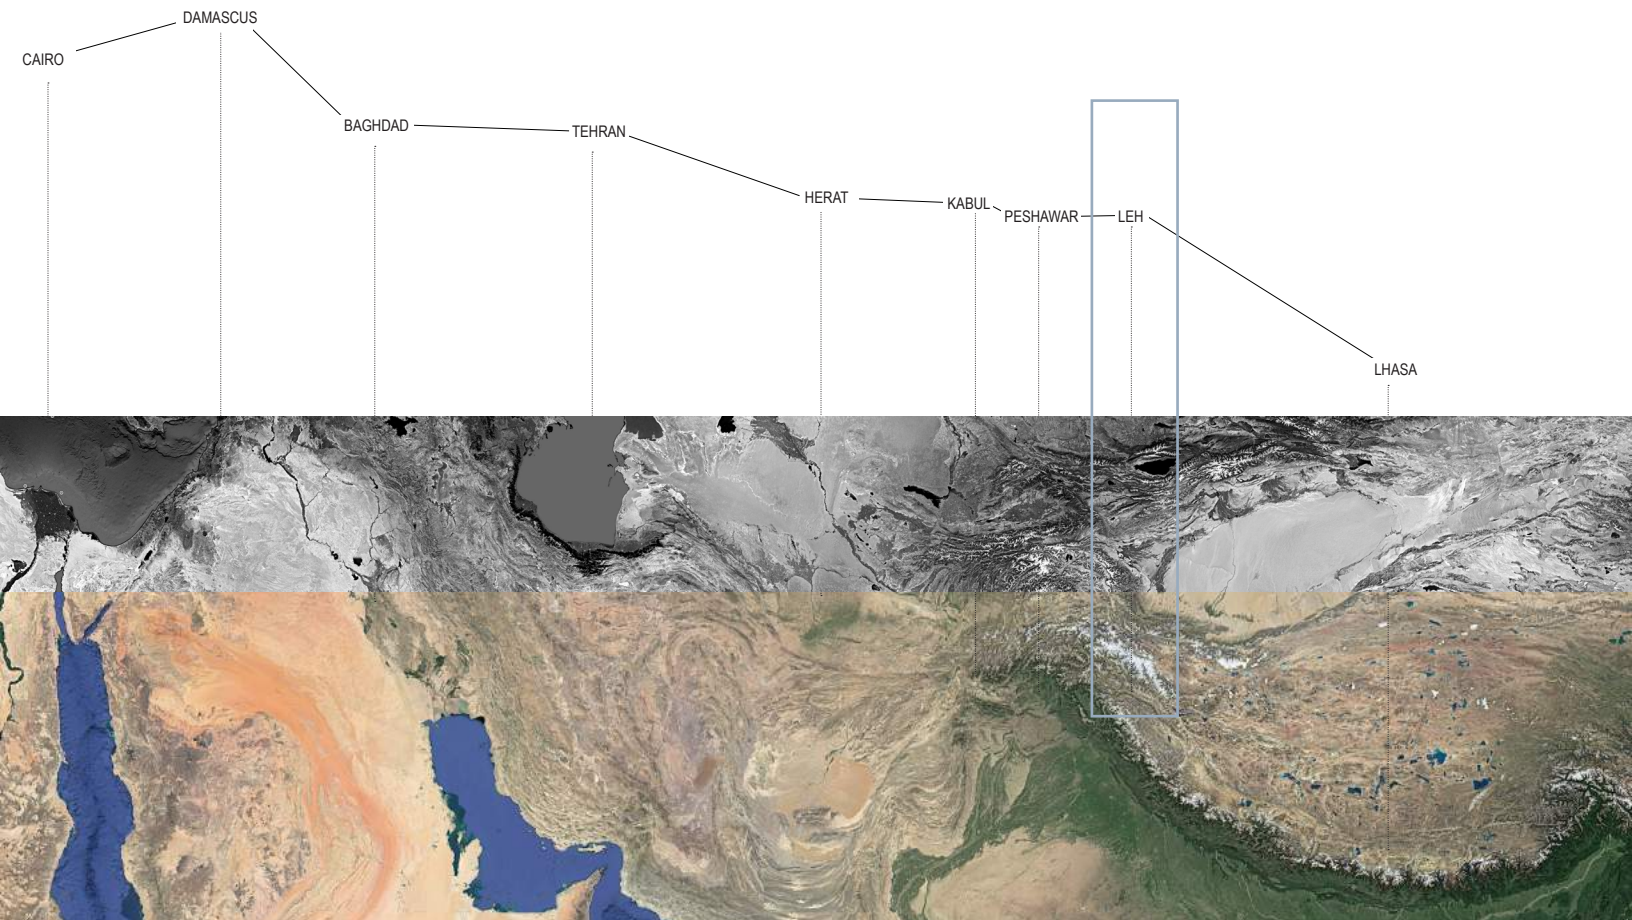 DAMASCUS
CAIRO
BAGHDAD
TEHRAN
HERAT
KABUL
PESHAWAR
LEH
LHASA